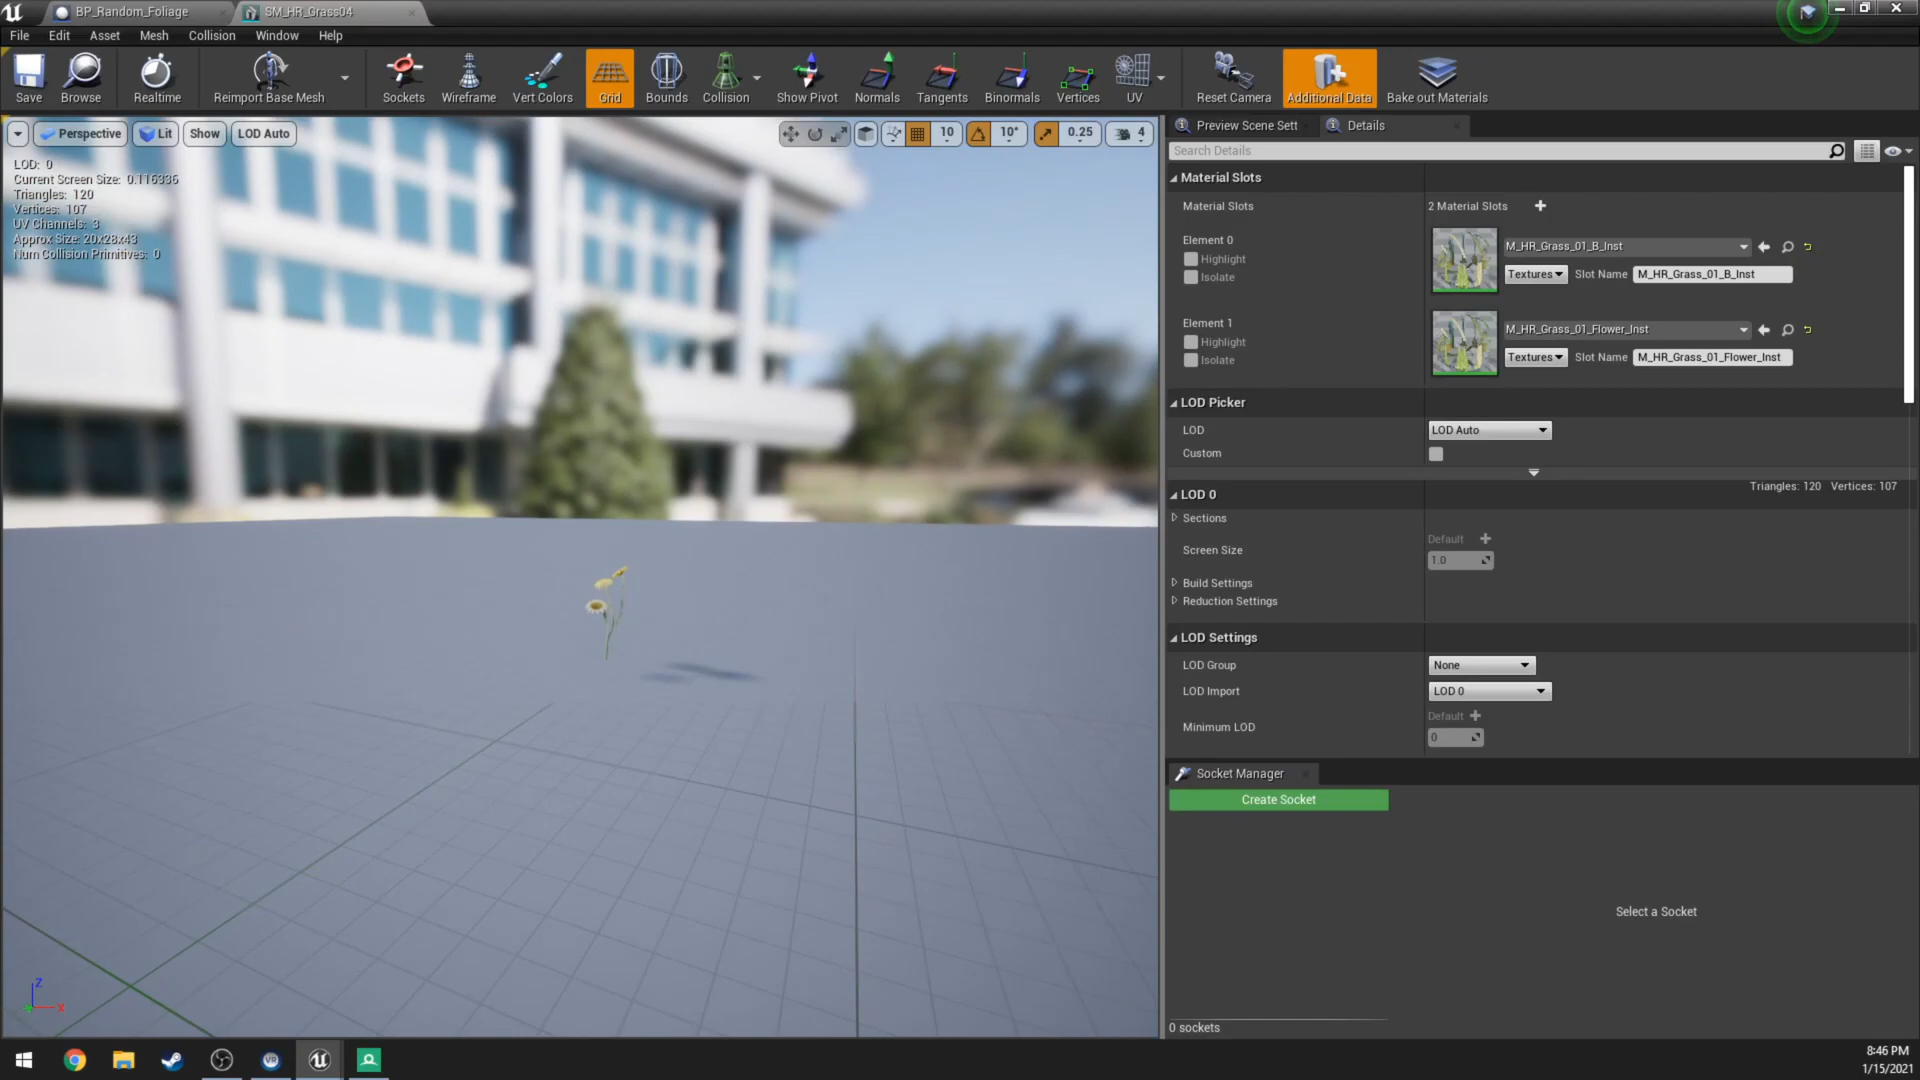 BP_Random_Foliage
SM_HR_Grass04
File Edit Asset Mesh Collision Window Help
Save Browse Realtime Reimport Base Mesh Sockets Wireframe Vert Colors Grid Bounds Collision Show Pivot Normals Tangents Binormals Vertices UV Reset Camera Additional Data Bake out Materials
Perspective Lit Show LOD Auto 10 10° 0.25 4
LOD: 0
Current Screen Size: 0.116336
Triangles: 120
Vertices: 107
UV Channels: 3
Approx Size: 20x28x43
Num Collision Primitives: 0
Z
X
Preview Scene Sett Details
Search Details
Material Slots
Material Slots 2 Material Slots
Element 0 M_HR_Grass_01_B_Inst
Highlight
Isolate Textures Slot Name M_HR_Grass_01_B_Inst
Element 1 M_HR_Grass_01_Flower_Inst
Highlight
Isolate Textures Slot Name M_HR_Grass_01_Flower_Inst
LOD Picker
LOD LOD Auto
Custom
LOD 0 Triangles: 120 Vertices: 107
Sections
Default
Screen Size 1.0
Build Settings
Reduction Settings
LOD Settings
LOD Group None
LOD Import LOD 0
Default
Minimum LOD 0
Socket Manager
Create Socket
Select a Socket
0 sockets
8:46 PM
1/15/2021